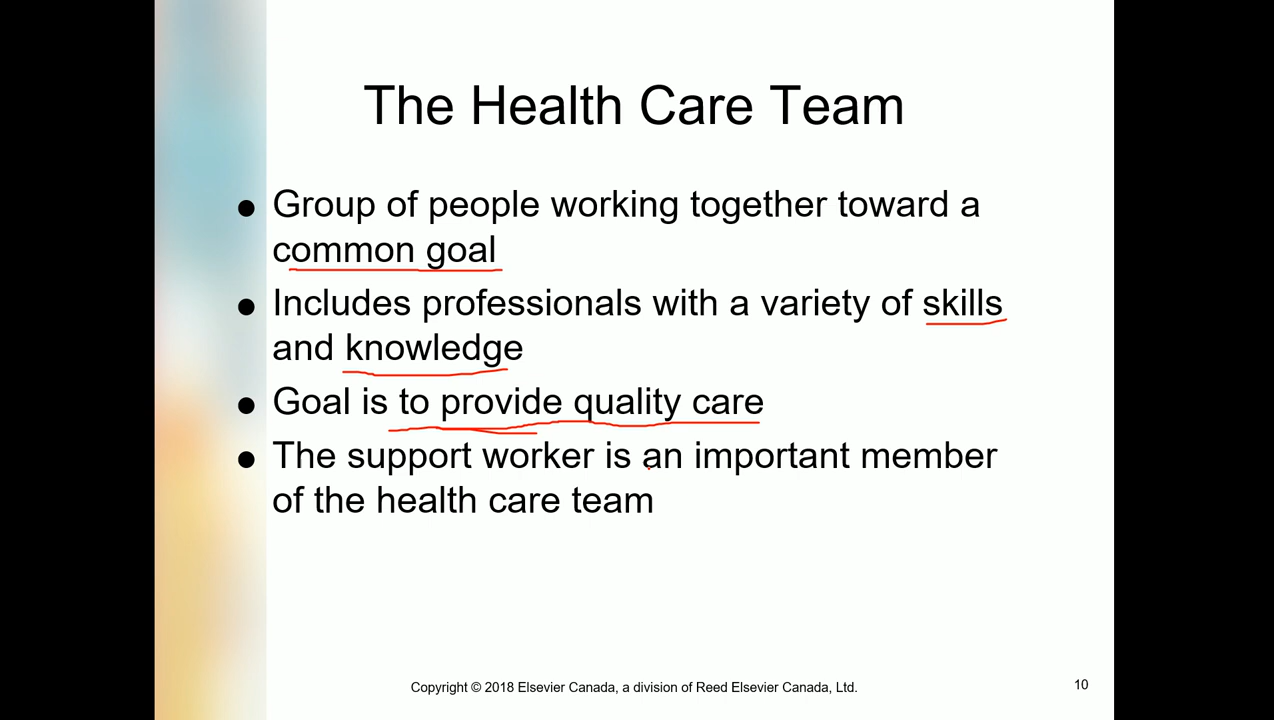 The Health Care Team
● Group of people working together toward a
common goal
● Includes professionals with a variety of skills
and knowledge
● Goal is to provide quality care
● The support worker is an important member
of the health care team
Copyright © 2018 Elsevier Canada, a division of Reed Elsevier Canada, Ltd.
10